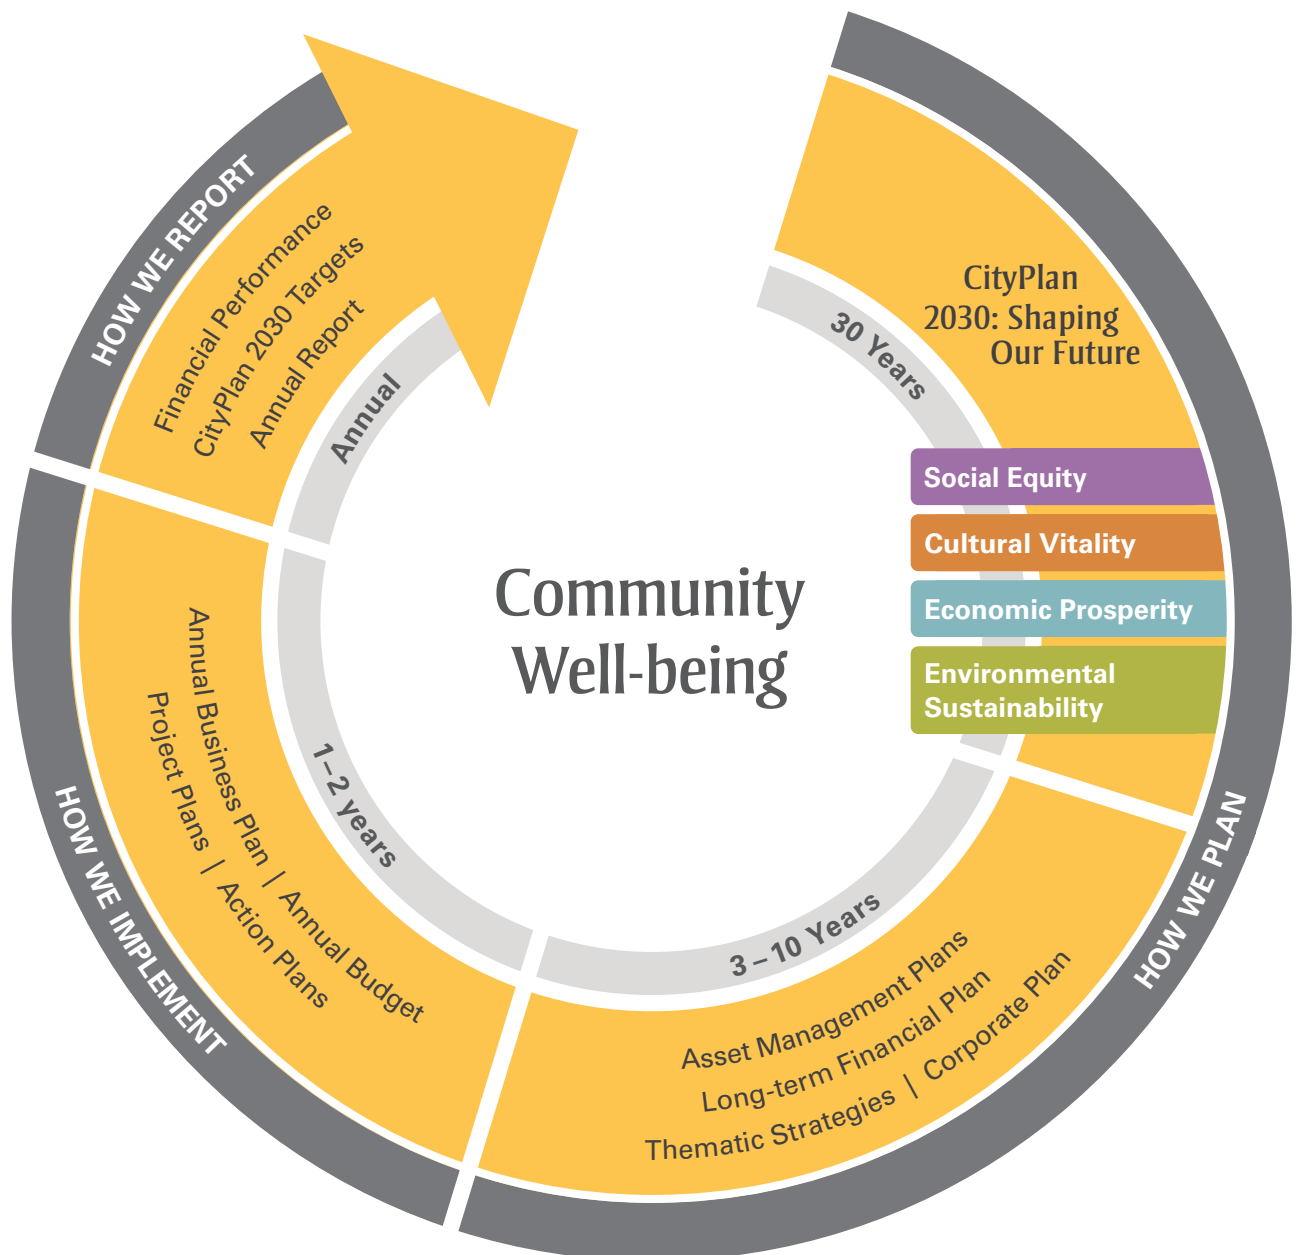 CityPlan
2030: Shaping
Our Future
30 Years
Social Equity
Cultural Vitality
Economic Prosperity
Environmental
Sustainability
HOW WE PLAN
3 – 10 Years
Asset Management Plans
Long-term Financial Plan
Thematic Strategies | Corporate Plan
1 – 2 years
Annual Business Plan | Annual Budget
Project Plans | Action Plans
HOW WE IMPLEMENT
HOW WE REPORT
Financial Performance
CityPlan 2030 Targets
Annual Report
Annual
Community
Well-being